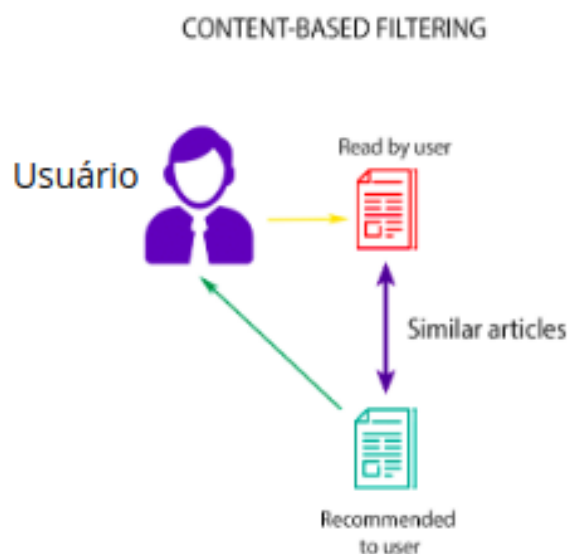 CONTENT-BASED FILTERING
Usuário
Read by user
Similar articles
Recommended
to user